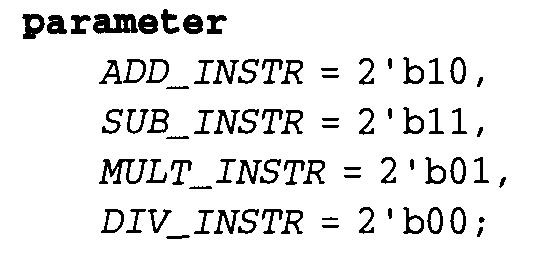 parameter
ADD_INSTR = 2'b10,
SUB_INSTR = 2'b11,
MULT_INSTR = 2'b01,
DIV_INSTR = 2'b00;